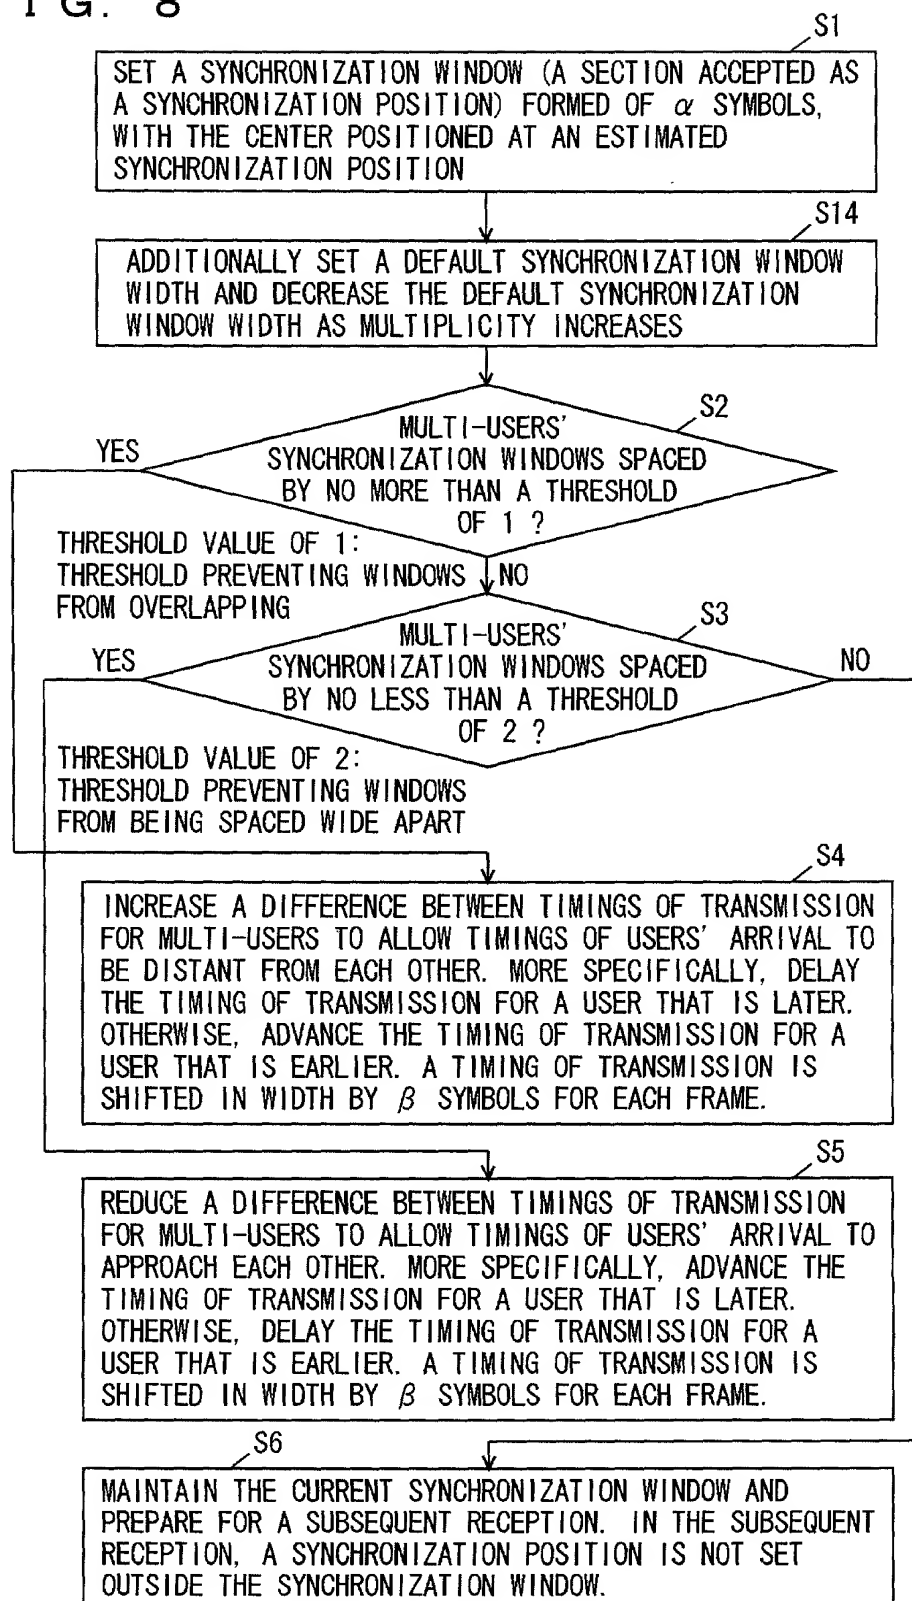 FIG. 8
S1
SET A SYNCHRONIZATION WINDOW (A SECTION ACCEPTED AS
A SYNCHRONIZATION POSITION) FORMED OF α SYMBOLS,
WITH THE CENTER POSITIONED AT AN ESTIMATED
SYNCHRONIZATION POSITION
S14
ADDITIONALLY SET A DEFAULT SYNCHRONIZATION WINDOW
WIDTH AND DECREASE THE DEFAULT SYNCHRONIZATION
WINDOW WIDTH AS MULTIPLICITY INCREASES
S2
MULTI-USERS'
SYNCHRONIZATION WINDOWS SPACED
BY NO MORE THAN A THRESHOLD
OF 1 ?
YES
THRESHOLD VALUE OF 1:
THRESHOLD PREVENTING WINDOWS
FROM OVERLAPPING
NO
S3
MULTI-USERS'
SYNCHRONIZATION WINDOWS SPACED
BY NO LESS THAN A THRESHOLD
OF 2 ?
YES
NO
THRESHOLD VALUE OF 2:
THRESHOLD PREVENTING WINDOWS
FROM BEING SPACED WIDE APART
S4
INCREASE A DIFFERENCE BETWEEN TIMINGS OF TRANSMISSION
FOR MULTI-USERS TO ALLOW TIMINGS OF USERS' ARRIVAL TO
BE DISTANT FROM EACH OTHER. MORE SPECIFICALLY, DELAY
THE TIMING OF TRANSMISSION FOR A USER THAT IS LATER.
OTHERWISE, ADVANCE THE TIMING OF TRANSMISSION FOR A
USER THAT IS EARLIER. A TIMING OF TRANSMISSION IS
SHIFTED IN WIDTH BY β SYMBOLS FOR EACH FRAME.
S5
REDUCE A DIFFERENCE BETWEEN TIMINGS OF TRANSMISSION
FOR MULTI-USERS TO ALLOW TIMINGS OF USERS' ARRIVAL TO
APPROACH EACH OTHER. MORE SPECIFICALLY, ADVANCE THE
TIMING OF TRANSMISSION FOR A USER THAT IS LATER.
OTHERWISE, DELAY THE TIMING OF TRANSMISSION FOR A
USER THAT IS EARLIER. A TIMING OF TRANSMISSION IS
SHIFTED IN WIDTH BY β SYMBOLS FOR EACH FRAME.
S6
MAINTAIN THE CURRENT SYNCHRONIZATION WINDOW AND
PREPARE FOR A SUBSEQUENT RECEPTION. IN THE SUBSEQUENT
RECEPTION, A SYNCHRONIZATION POSITION IS NOT SET
OUTSIDE THE SYNCHRONIZATION WINDOW.